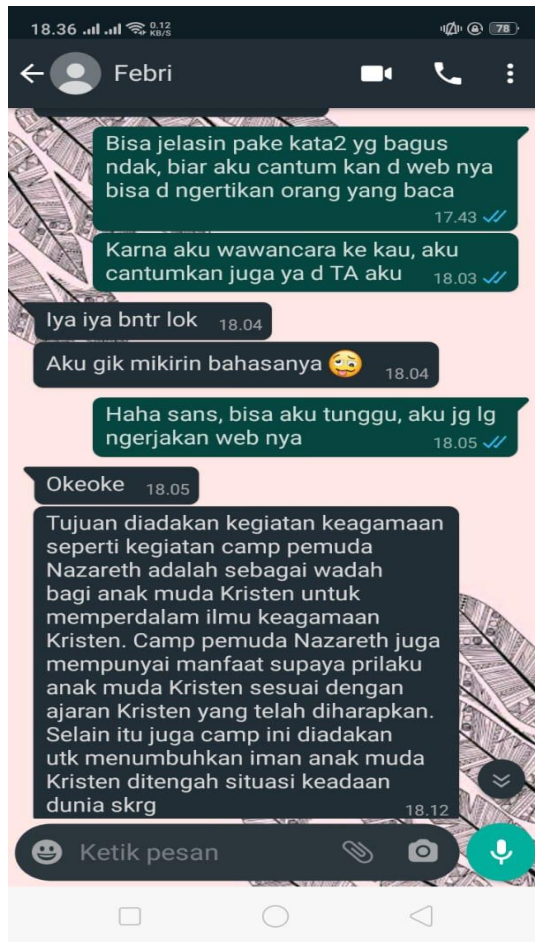 18.36 0.12 KB/S 78
Febri
Bisa jelasin pake kata2 yg bagus
ndak, biar aku cantum kan d web nya
bisa d ngertikan orang yang baca
17.43
Karna aku wawancara ke kau, aku
cantumkan juga ya d TA aku 18.03
Iya iya bntr lok 18.04
Aku gik mikirin bahasanya 🥴 18.04
Haha sans, bisa aku tunggu, aku jg lg
ngerjakan web nya 18.05
Okeoke 18.05
Tujuan diadakan kegiatan keagamaan
seperti kegiatan camp pemuda
Nazareth adalah sebagai wadah
bagi anak muda Kristen untuk
memperdalam ilmu keagamaan
Kristen. Camp pemuda Nazareth juga
mempunyai manfaat supaya prilaku
anak muda Kristen sesuai dengan
ajaran Kristen yang telah diharapkan.
Selain itu juga camp ini diadakan
utk menumbuhkan iman anak muda
Kristen ditengah situasi keadaan
dunia skrg 18.12
Ketik pesan